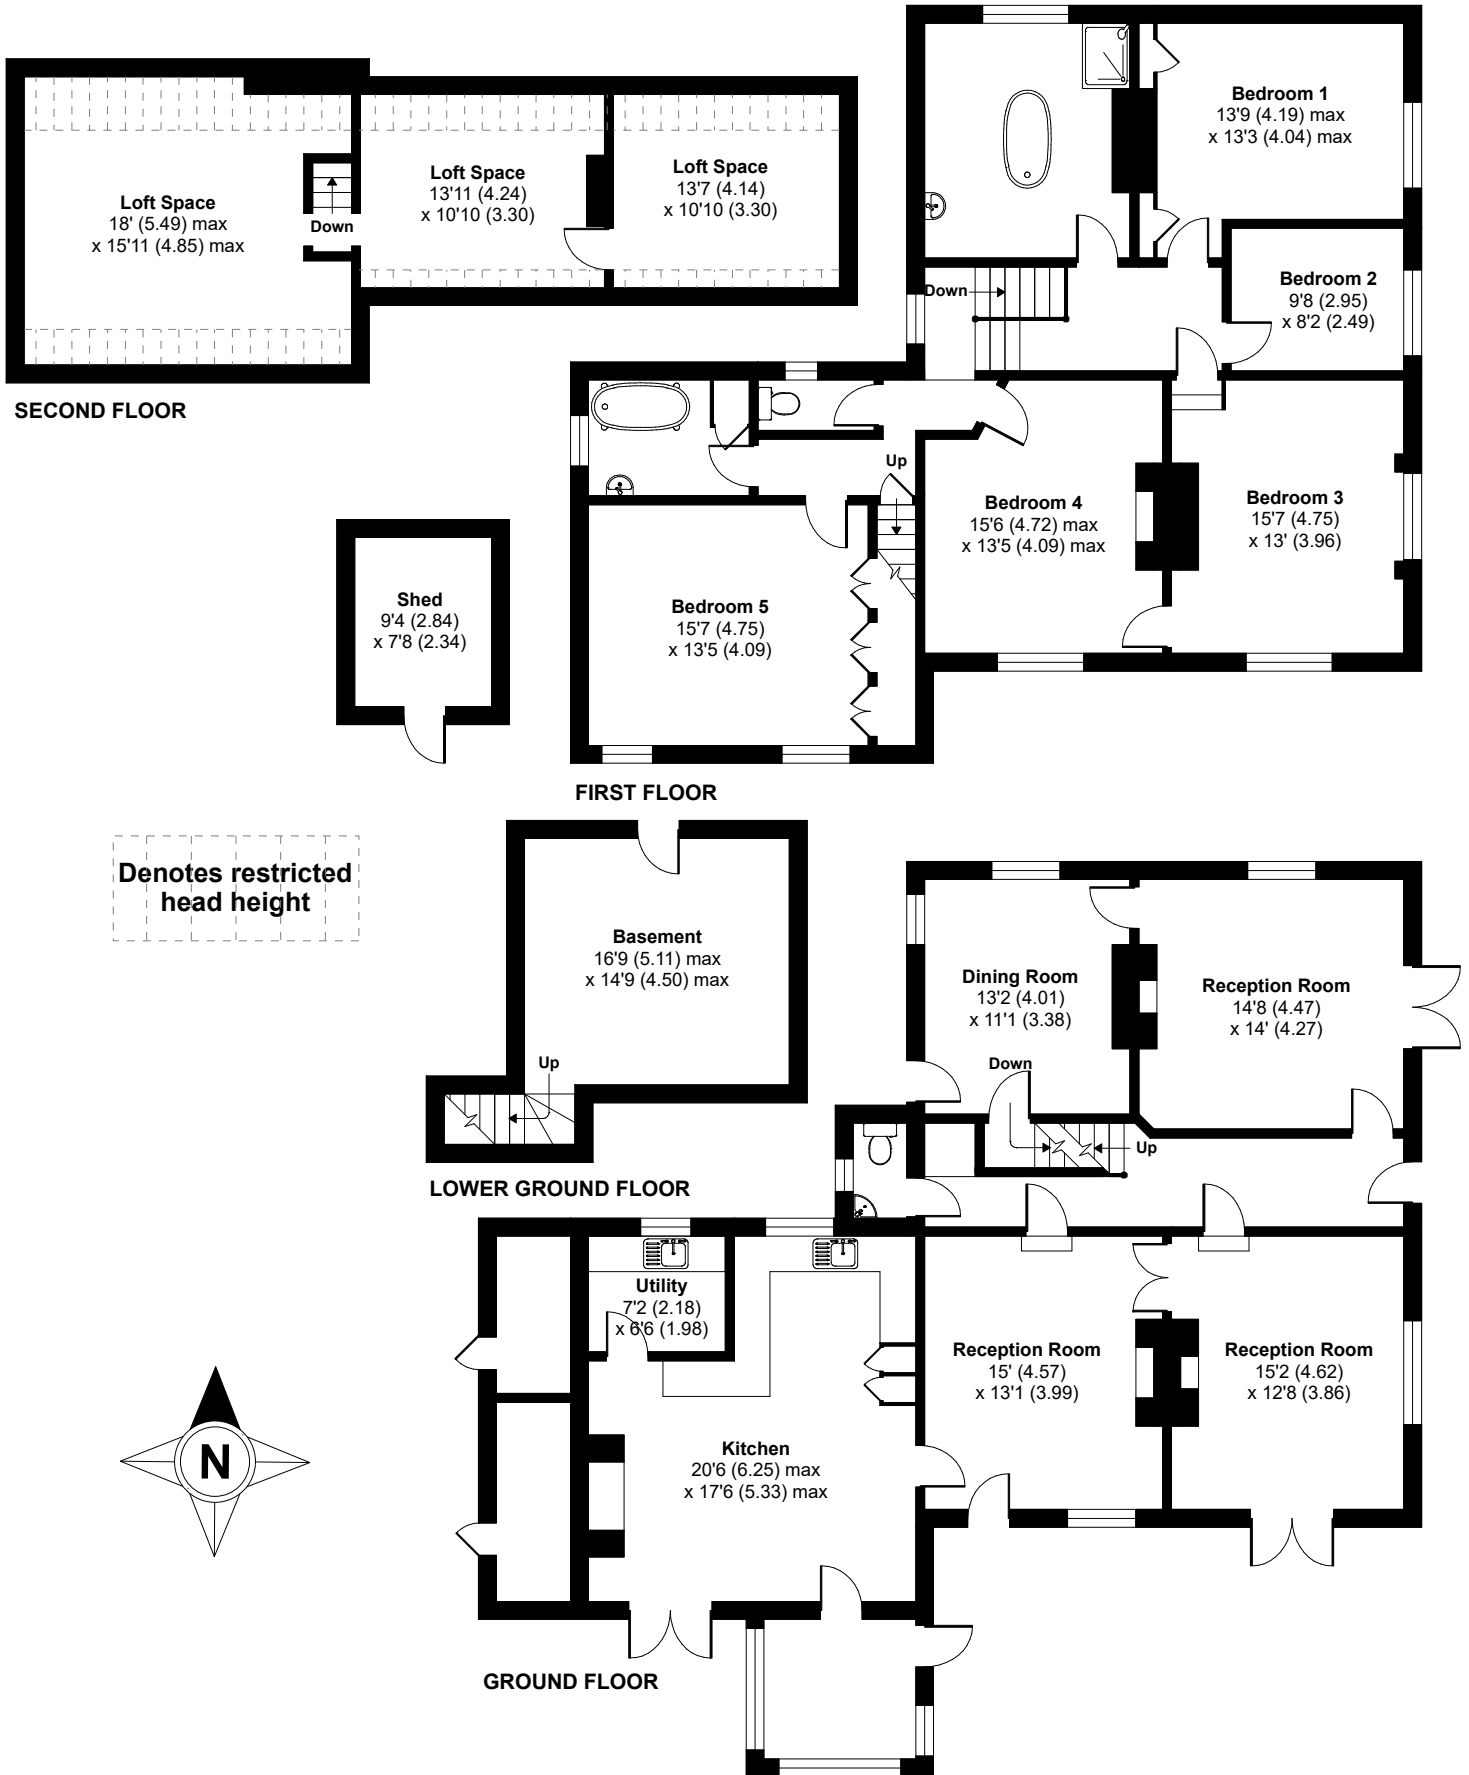 Loft Space
18' (5.49) max
x 15'11 (4.85) max
Down
Loft Space
13'11 (4.24)
x 10'10 (3.30)
Loft Space
13'7 (4.14)
x 10'10 (3.30)
SECOND FLOOR
Bedroom 1
13'9 (4.19) max
x 13'3 (4.04) max
Bedroom 2
9'8 (2.95)
x 8'2 (2.49)
Down
Up
Bedroom 4
15'6 (4.72) max
x 13'5 (4.09) max
Bedroom 3
15'7 (4.75)
x 13' (3.96)
Bedroom 5
15'7 (4.75)
x 13'5 (4.09)
FIRST FLOOR
Shed
9'4 (2.84)
x 7'8 (2.34)
Denotes restricted
head height
Basement
16'9 (5.11) max
x 14'9 (4.50) max
Up
LOWER GROUND FLOOR
Dining Room
13'2 (4.01)
x 11'1 (3.38)
Reception Room
14'8 (4.47)
x 14' (4.27)
Down
Up
Utility
7'2 (2.18)
x 6'6 (1.98)
Reception Room
15' (4.57)
x 13'1 (3.99)
Reception Room
15'2 (4.62)
x 12'8 (3.86)
Kitchen
20'6 (6.25) max
x 17'6 (5.33) max
N
GROUND FLOOR